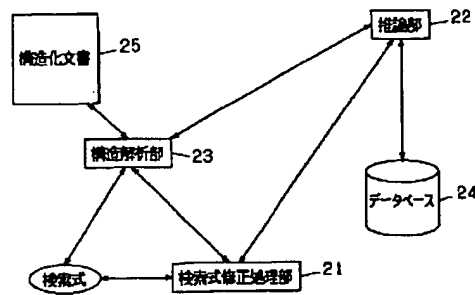 推論部 22
構造化文書 25
構造解析部 23
データベース 24
検索式
検索式修正処理部 21